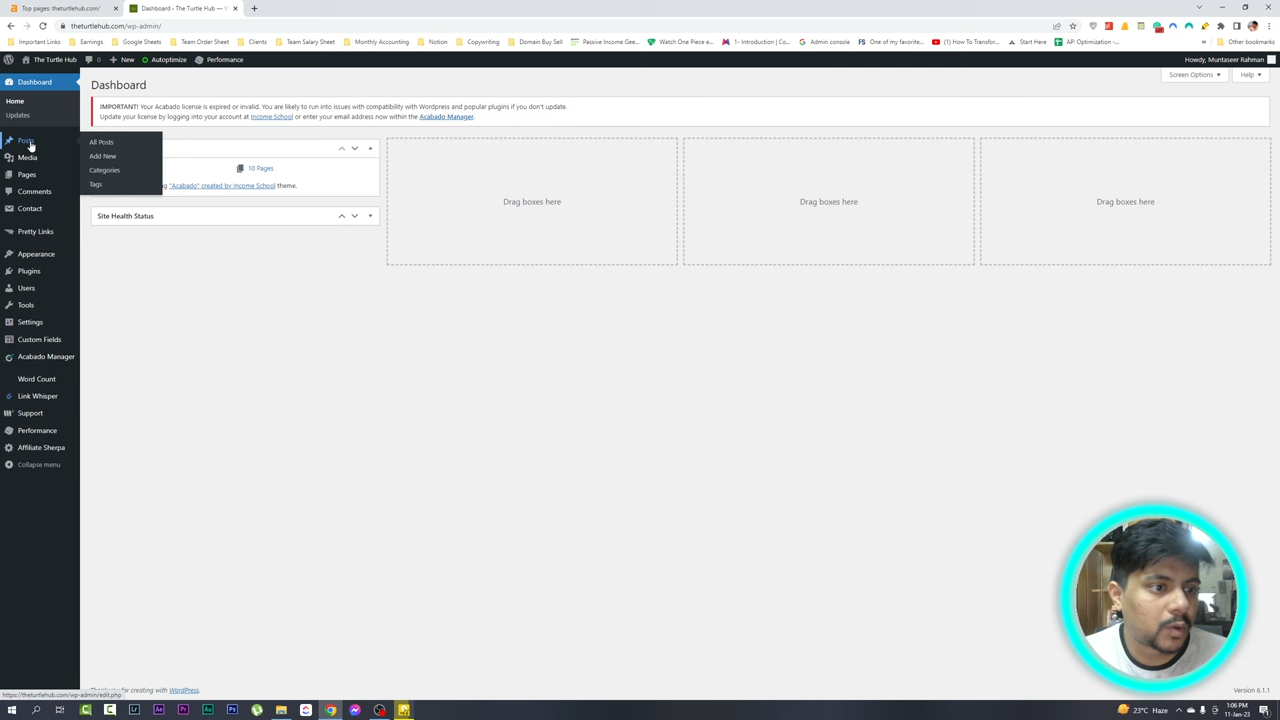 Top pages: theturtlehub.com/
Dashboard - The Turtle Hub — W
theturtlehub.com/wp-admin/
Important Links
Earnings
Google Sheets
Team Order Sheet
Clients
Team Salary Sheet
Monthly Accounting
Notion
Copywriting
Domain Buy Sell
Passive Income Gee...
Watch One Piece e...
1- Introduction | Co...
Admin console
One of my favorite...
(1) How To Transfor...
Start Here
AP: Optimization -...
Other bookmarks
The Turtle Hub
0
New
Autoptimize
Performance
Howdy, Muntaseer Rahman
Dashboard
Home
Updates
Posts
Media
Pages
Comments
Contact
Pretty Links
Appearance
Plugins
Users
Tools
Settings
Custom Fields
Acabado Manager
Word Count
Link Whisper
Support
Performance
Affiliate Sherpa
Collapse menu
All Posts
Add New
Categories
Tags
Dashboard
Screen Options
Help
IMPORTANT! Your Acabado license is expired or invalid. You are likely to run into issues with compatibility with Wordpress and popular plugins if you don't update.
Update your license by logging into your account at Income School or enter your email address now within the Acabado Manager.
10 Pages
"Acabado" created by Income School theme.
Site Health Status
Drag boxes here
Drag boxes here
Drag boxes here
creating with WordPress.
Version 6.1.1
https://theturtlehub.com/wp-admin/edit.php
23°C Haze
1:06 PM
11-Jan-23